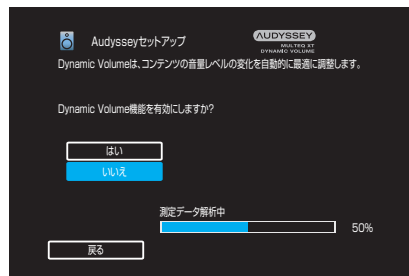 Audysseyセットアップ
AUDYSSEY
MULTEQ XT
DYNAMIC VOLUME
Dynamic Volumeは、コンテンツの音量レベルの変化を自動的に最適に調整します。
Dynamic Volume機能を有効にしますか?
はい
いいえ
測定データ解析中
50%
戻る